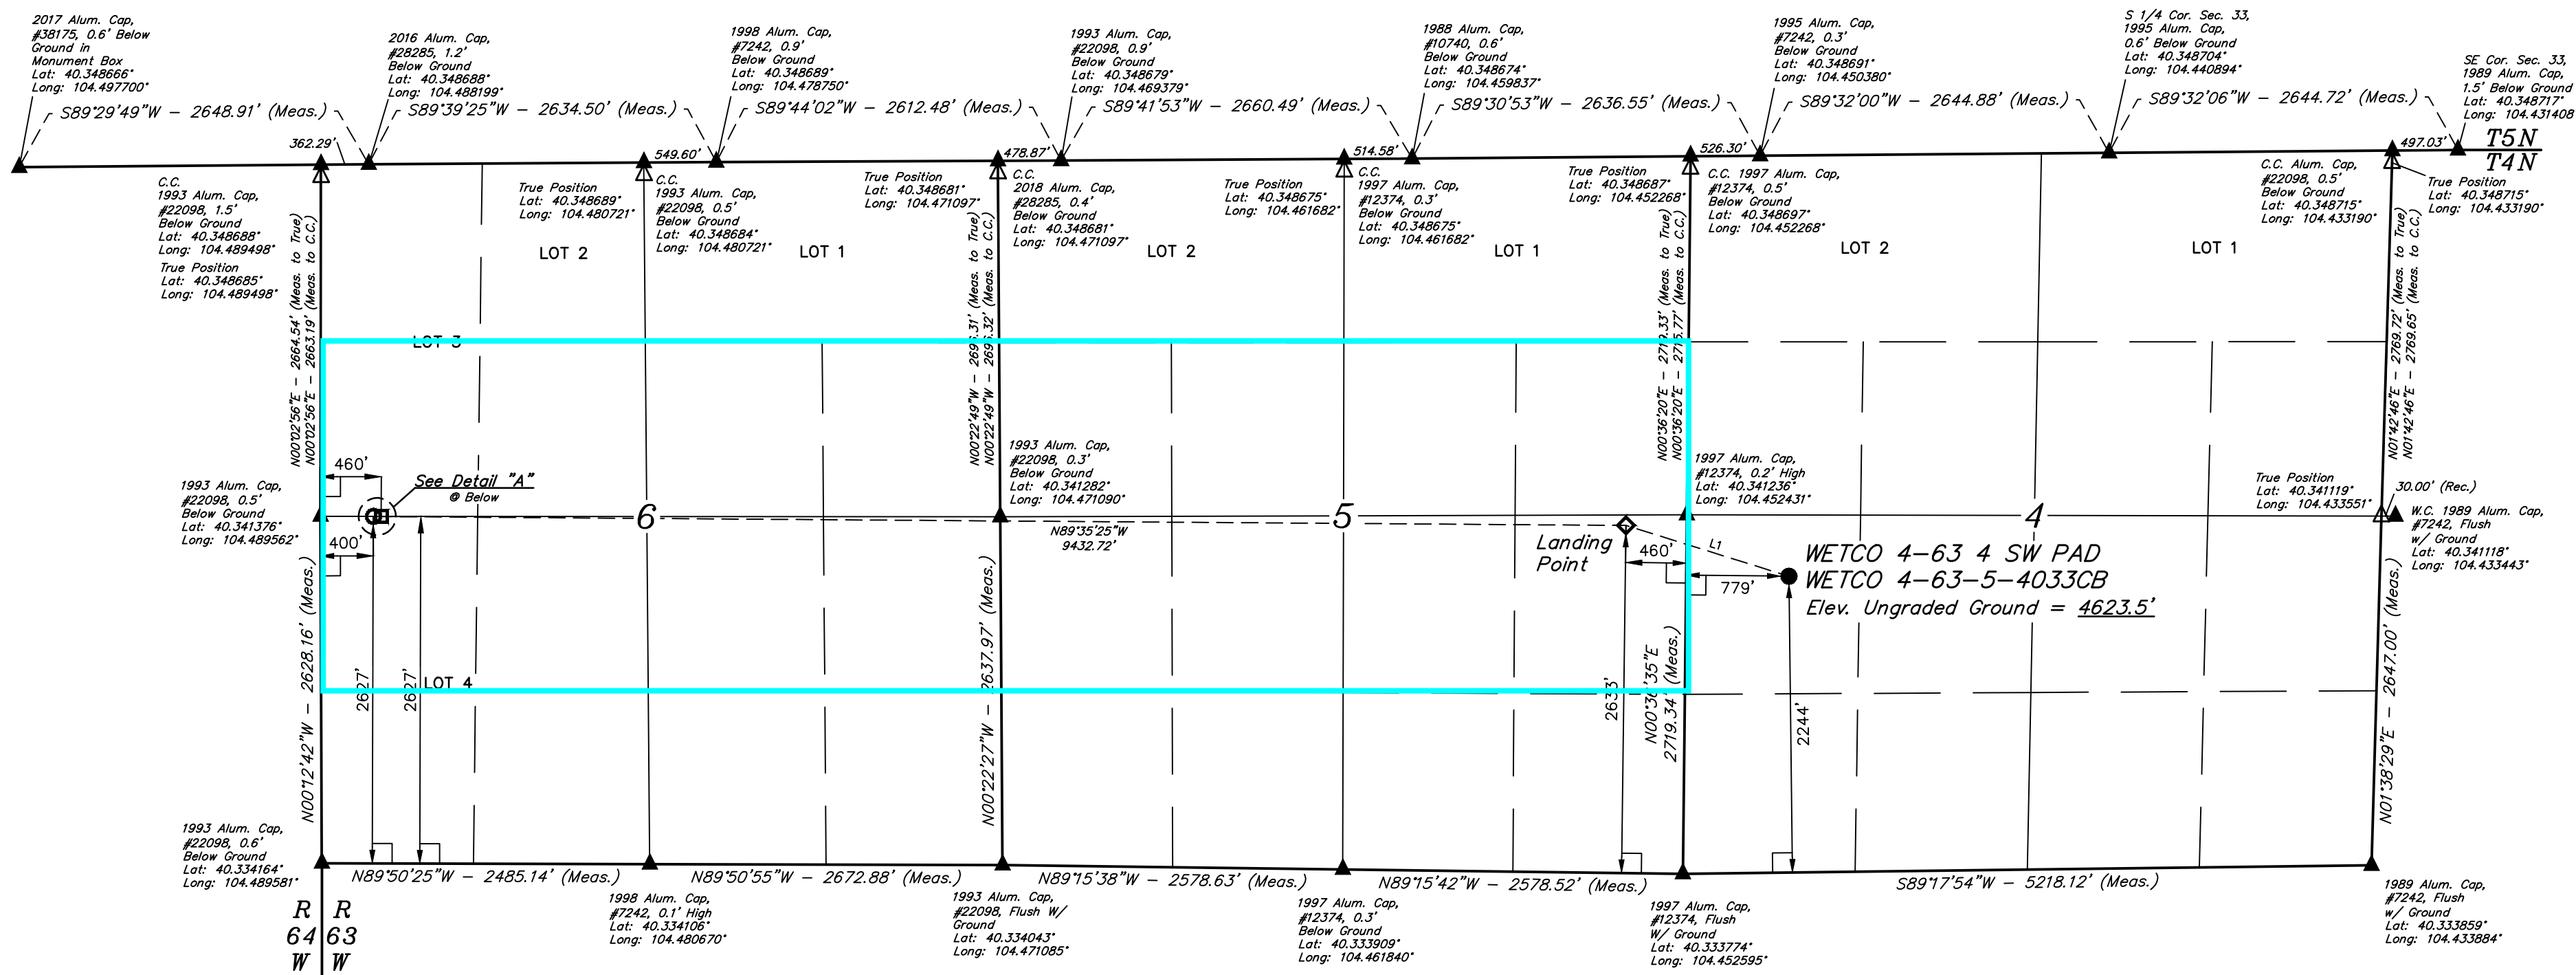 2017 Alum. Cap,
#38175, 0.6' Below
Ground in
Monument Box
Lat: 40.348666°
Long: 104.497700°
2016 Alum. Cap,
#28285, 1.2'
Below Ground
Lat: 40.348688°
Long: 104.488199°
1998 Alum. Cap,
#7242, 0.9'
Below Ground
Lat: 40.348689°
Long: 104.478750°
1993 Alum. Cap,
#22098, 0.9'
Below Ground
Lat: 40.348679°
Long: 104.469379°
1988 Alum. Cap,
#10740, 0.6'
Below Ground
Lat: 40.348674°
Long: 104.459837°
1995 Alum. Cap,
#7242, 0.3'
Below Ground
Lat: 40.348691°
Long: 104.450380°
S 1/4 Cor. Sec. 33,
1995 Alum. Cap,
0.6' Below Ground
Lat: 40.348704°
Long: 104.440894°
SE Cor. Sec. 33,
1989 Alum. Cap,
1.5' Below Ground
Lat: 40.348717°
Long: 104.431408
S89°29'49"W - 2648.91' (Meas.)
S89°39'25"W - 2634.50' (Meas.)
S89°44'02"W - 2612.48' (Meas.)
S89°41'53"W - 2660.49' (Meas.)
S89°30'53"W - 2636.55' (Meas.)
S89°32'00"W - 2644.88' (Meas.)
S89°32'06"W - 2644.72' (Meas.)
362.29'
549.60'
478.87'
514.58'
526.30'
497.03'
T5N
T4N
C.C.
1993 Alum. Cap,
#22098, 1.5'
Below Ground
Lat: 40.348688°
Long: 104.489498°
True Position
Lat: 40.348685°
Long: 104.489498°
True Position
Lat: 40.348689°
Long: 104.480721°
C.C.
1993 Alum. Cap,
#22098, 0.5'
Below Ground
Lat: 40.348684°
Long: 104.480721°
True Position
Lat: 40.348681°
Long: 104.471097°
C.C.
2018 Alum. Cap,
#28285, 0.4'
Below Ground
Lat: 40.348681°
Long: 104.471097°
True Position
Lat: 40.348675°
Long: 104.461682°
C.C.
1997 Alum. Cap,
#12374, 0.3'
Below Ground
Lat: 40.348675°
Long: 104.461682°
True Position
Lat: 40.348687°
Long: 104.452268°
C.C. 1997 Alum. Cap,
#12374, 0.5'
Below Ground
Lat: 40.348697°
Long: 104.452268°
C.C. Alum. Cap,
#22098, 0.5'
Below Ground
Lat: 40.348715°
Long: 104.433190°
True Position
Lat: 40.348715°
Long: 104.433190°
LOT 2
LOT 1
LOT 2
LOT 1
LOT 2
LOT 1
N00°02'56"E - 2664.54' (Meas. to True)
N00°02'56"E - 2663.19' (Meas. to C.C.)
N00°22'49"W - (Meas. to True)
N00°22'49"W - (Meas. to C.C.)
N00°36'20"E - (Meas. to True)
N00°36'20"E - (Meas. to C.C.)
N01°42'46"E - 2769.72' (Meas. to True)
N01°42'46"E - 2769.65' (Meas. to C.C.)
LOT 3
460'
See Detail "A"
@ Below
1993 Alum. Cap,
#22098, 0.5'
Below Ground
Lat: 40.341376°
Long: 104.489562°
400'
6
1993 Alum. Cap,
#22098, 0.3'
Below Ground
Lat: 40.341282°
Long: 104.471090°
N89°35'25"W
9432.72'
5
1997 Alum. Cap,
#12374, 0.2' High
Lat: 40.341236°
Long: 104.452431°
Landing
Point
460'
L1
779'
WETCO 4-63 4 SW PAD
WETCO 4-63-5-4033CB
Elev. Ungraded Ground = 4623.5'
4
True Position
Lat: 40.341119°
Long: 104.433551°
30.00' (Rec.)
W.C. 1989 Alum. Cap,
#7242, Flush
w/ Ground
Lat: 40.341118°
Long: 104.433443°
N00°12'42"W - 2628.16' (Meas.)
2627'
2627'
LOT 4
N00°22'27"W - 2637.97' (Meas.)
2633'
N00°36'35"E
2719.34' (Meas.)
2244'
N01°38'29"E - 2647.00' (Meas.)
1993 Alum. Cap,
#22098, 0.6'
Below Ground
Lat: 40.334164°
Long: 104.489581°
N89°50'25"W - 2485.14' (Meas.)
N89°50'55"W - 2672.88' (Meas.)
N89°15'38"W - 2578.63' (Meas.)
N89°15'42"W - 2578.52' (Meas.)
S89°17'54"W - 5218.12' (Meas.)
R R
64 63
W W
1998 Alum. Cap,
#7242, 0.1' High
Lat: 40.334106°
Long: 104.480670°
1993 Alum. Cap,
#22098, Flush W/
Ground
Lat: 40.334043°
Long: 104.471085°
1997 Alum. Cap,
#12374, 0.3'
Below Ground
Lat: 40.333909°
Long: 104.461840°
1997 Alum. Cap,
#12374, Flush
W/ Ground
Lat: 40.333774°
Long: 104.452595°
1989 Alum. Cap,
#7242, Flush
w/ Ground
Lat: 40.333859°
Long: 104.433884°